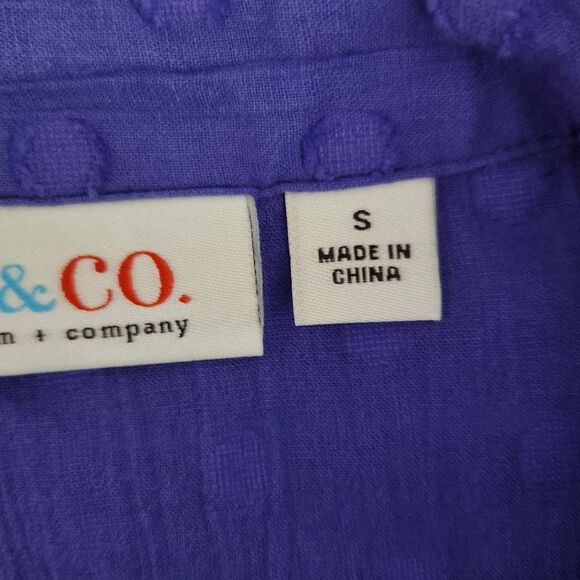 &CO.
m + company
S
MADE IN
CHINA